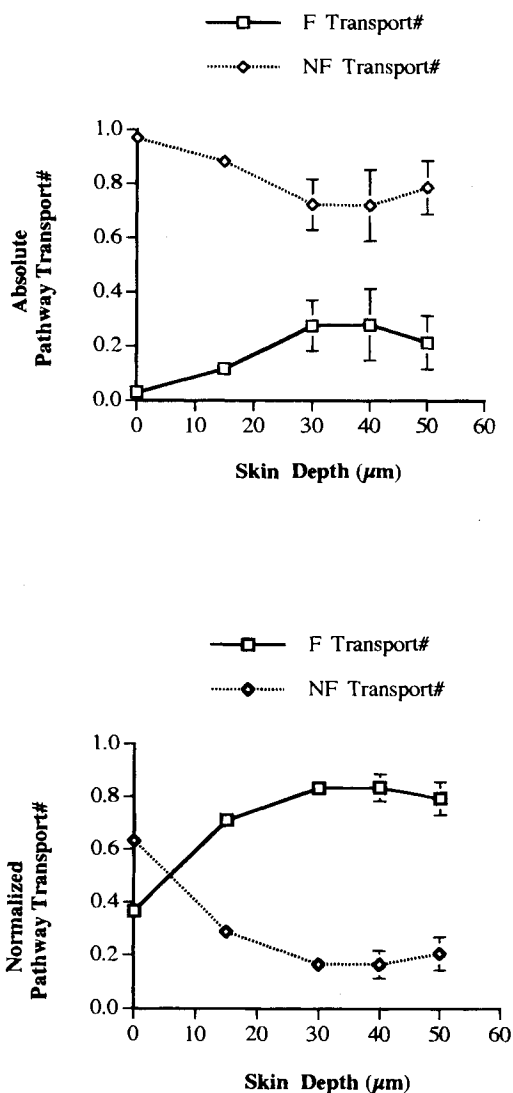 F Transport#
NF Transport#
Absolute
Pathway Transport#
1.0
0.8
0.6
0.4
0.2
0.0
0 10 20 30 40 50 60
Skin Depth (µm)
F Transport#
NF Transport#
Normalized
Pathway Transport#
1.0
0.8
0.6
0.4
0.2
0.0
0 10 20 30 40 50 60
Skin Depth (µm)